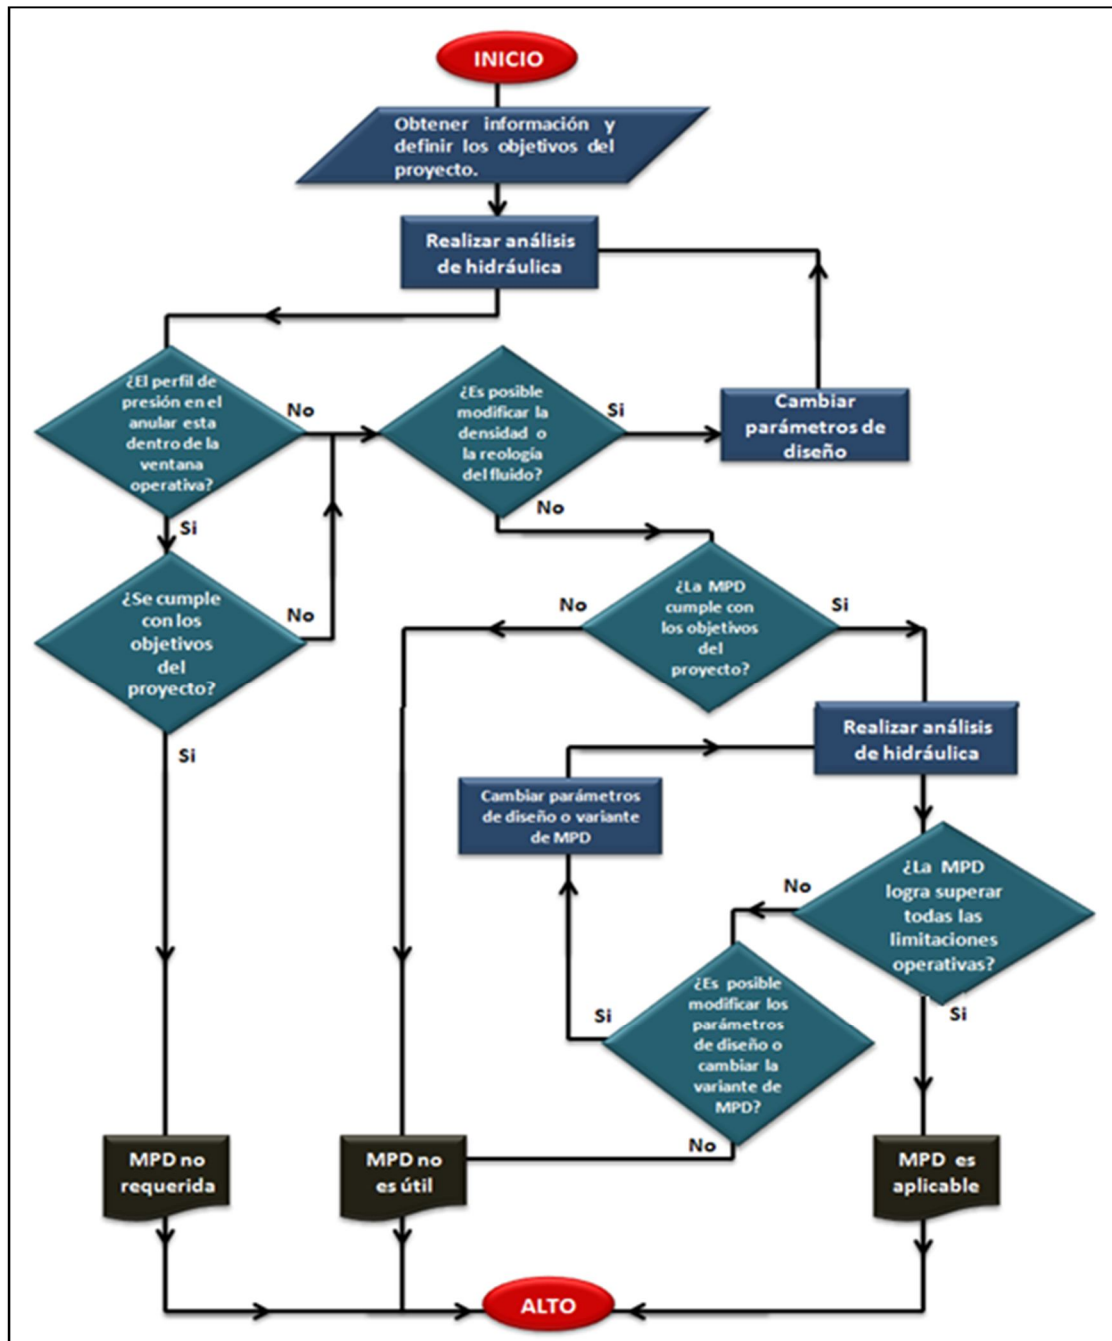 INICIO
Obtener información y
definir los objetivos del
proyecto.
Realizar análisis
de hidráulica
¿El perfil de
presión en el
anular esta
dentro de la
ventana
operativa?
No
¿Es posible
modificar la
densidad o
la reología
del fluido?
Si
Cambiar
parámetros de
diseño
Si
No
¿Se cumple
con los
objetivos
del
proyecto?
No
Si
No
¿La MPD
cumple con
los objetivos
del
proyecto?
Si
Realizar análisis
de hidráulica
Cambiar parámetros
de diseño o variante
de MPD
¿La MPD
logra superar
todas las
limitaciones
operativas?
No
Si
¿Es posible
modificar los
parámetros
de diseño o
cambiar la
variante de
MPD?
Si
No
MPD no
requerida
MPD no
es útil
MPD es
aplicable
ALTO